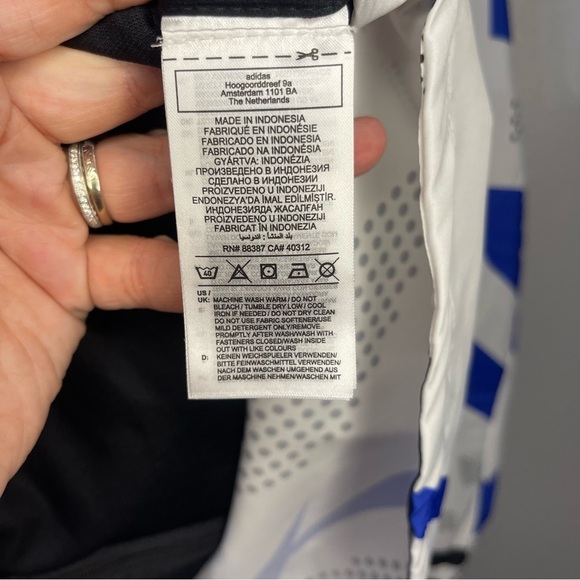 adidas
Hoogoorddreef 9a
Amsterdam 1101 BA
The Netherlands
MADE IN INDONESIA
FABRIQUÉ EN INDONÉSIE
FABRICADO EN INDONESIA
FABRICADO NA INDONÉSIA
GYÁRTVA: INDONÉZIA
ПРОИЗВЕДЕНО В ИНДОНЕЗИЯ
СДЕЛАНО В ИНДОНЕЗИИ
PROIZVEDENO U INDONEZIJI
ENDONEZYA'DA İMAL EDİLMİŞTİR.
ИНДОНЕЗИЯДА ЖАСАЛҒАН
PROIZVEDENO U INDONEZIJI
FABRICAT ÎN INDONEZIA
بلد المنشأ: اندونيسيا
RN# 88387 CA# 40312
40
US /
UK: MACHINE WASH WARM / DO NOT
BLEACH / TUMBLE DRY LOW / COOL
IRON IF NEEDED / DO NOT DRY CLEAN
DO NOT USE FABRIC SOFTENER/USE
MILD DETERGENT ONLY/REMOVE
PROMPTLY AFTER WASH/WASH WITH
FASTENERS CLOSED/WASH INSIDE
OUT WITH LIKE COLOURS
D: KEINEN WEICHSPUELER VERWENDEN/
BITTE FEINWASCHMITTEL VERWENDEN
NACH DEM WASCHEN UMGEHEND AUS
DER MASCHINE NEHMEN/WASCHEN MIT